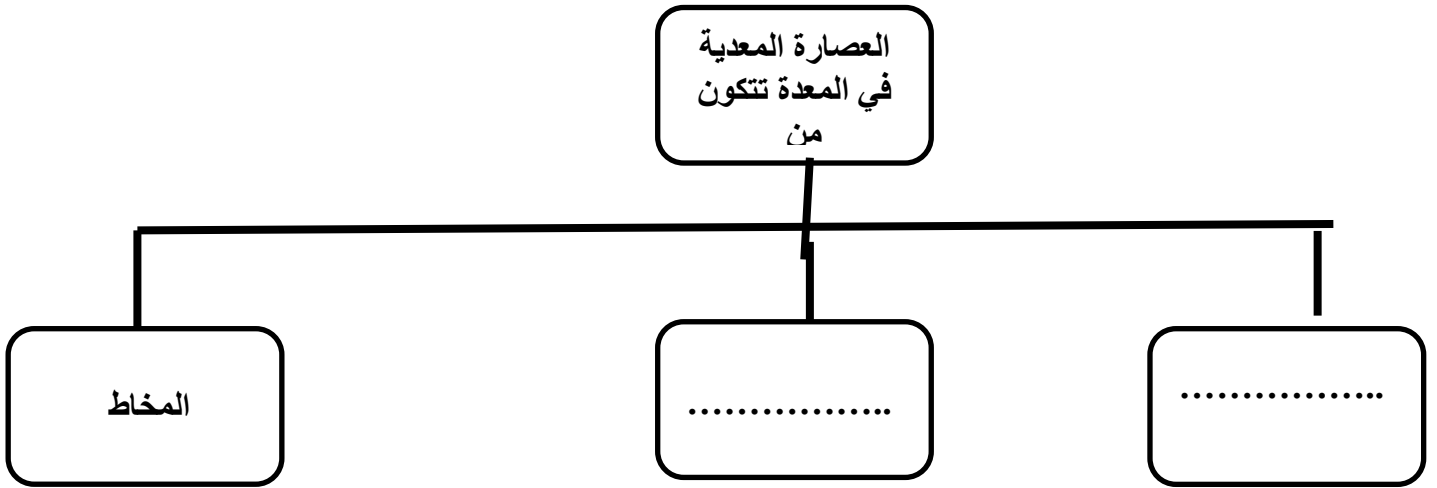 العصارة المعدية
في المعدة تتكون
من
.................
.................
المخاط